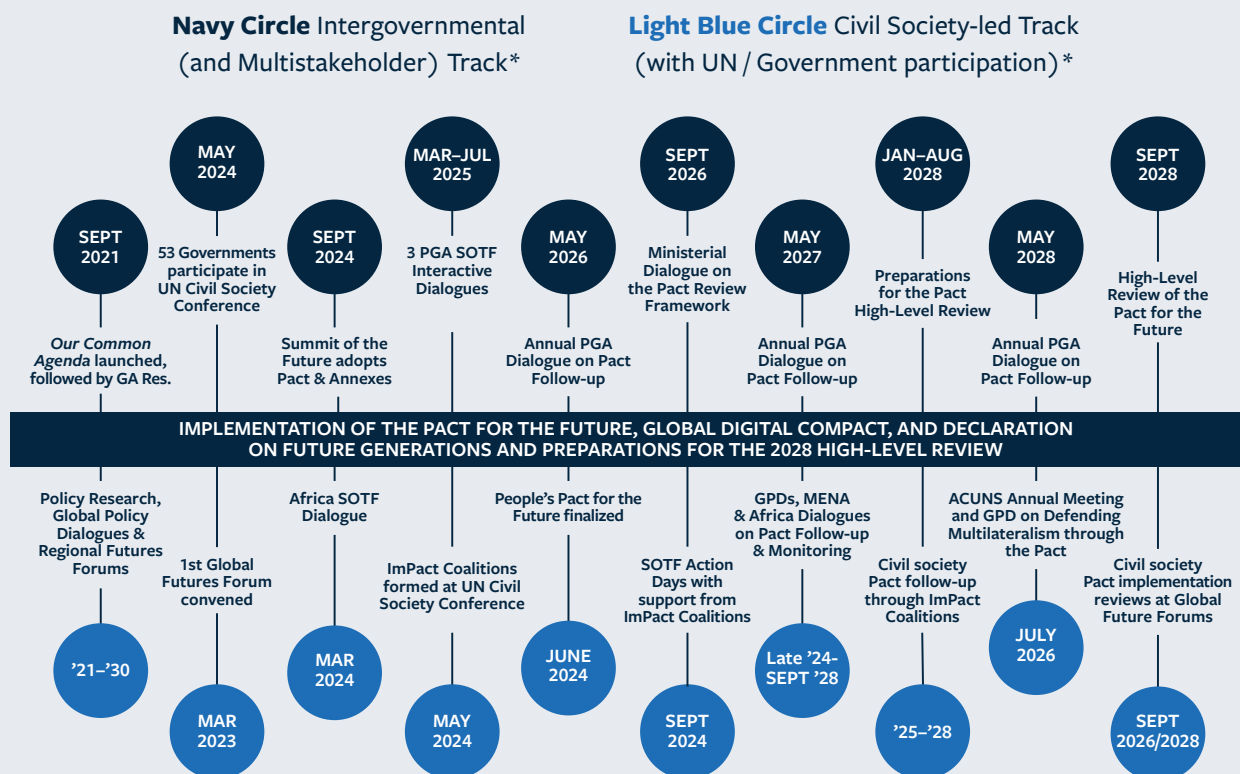 Navy Circle Intergovernmental
(and Multistakeholder) Track*
Light Blue Circle Civil Society-led Track
(with UN / Government participation)*
SEPT
2021
Our Common
Agenda launched,
followed by GA Res.
MAY
2024
53 Governments
participate in
UN Civil Society
Conference
SEPT
2024
Summit of the
Future adopts
Pact & Annexes
MAR–JUL
2025
3 PGA SOTF
Interactive
Dialogues
MAY
2026
Annual PGA
Dialogue on Pact
Follow-up
SEPT
2026
Ministerial
Dialogue on
the Pact Review
Framework
MAY
2027
Annual PGA
Dialogue on
Pact Follow-up
JAN–AUG
2028
Preparations
for the Pact
High-Level Review
MAY
2028
Annual PGA
Dialogue on
Pact Follow-up
SEPT
2028
High-Level
Review of the
Pact for the
Future
IMPLEMENTATION OF THE PACT FOR THE FUTURE, GLOBAL DIGITAL COMPACT, AND DECLARATION
ON FUTURE GENERATIONS AND PREPARATIONS FOR THE 2028 HIGH-LEVEL REVIEW
Policy Research,
Global Policy
Dialogues &
Regional Futures
Forums
’21–’30
1st Global
Futures Forum
convened
MAR
2023
Africa SOTF
Dialogue
MAR
2024
ImPact Coalitions
formed at UN Civil
Society Conference
MAY
2024
People’s Pact for the
Future finalized
JUNE
2024
SOTF Action
Days with
support from
ImPact Coalitions
SEPT
2024
GPDs, MENA
& Africa Dialogues
on Pact Follow-up
& Monitoring
Late ’24-
SEPT ’28
Civil society
Pact follow-up
through ImPact
Coalitions
’25–’28
ACUNS Annual Meeting
and GPD on Defending
Multilateralism through
the Pact
JULY
2026
Civil society
Pact implementation
reviews at Global
Future Forums
SEPT
2026/2028